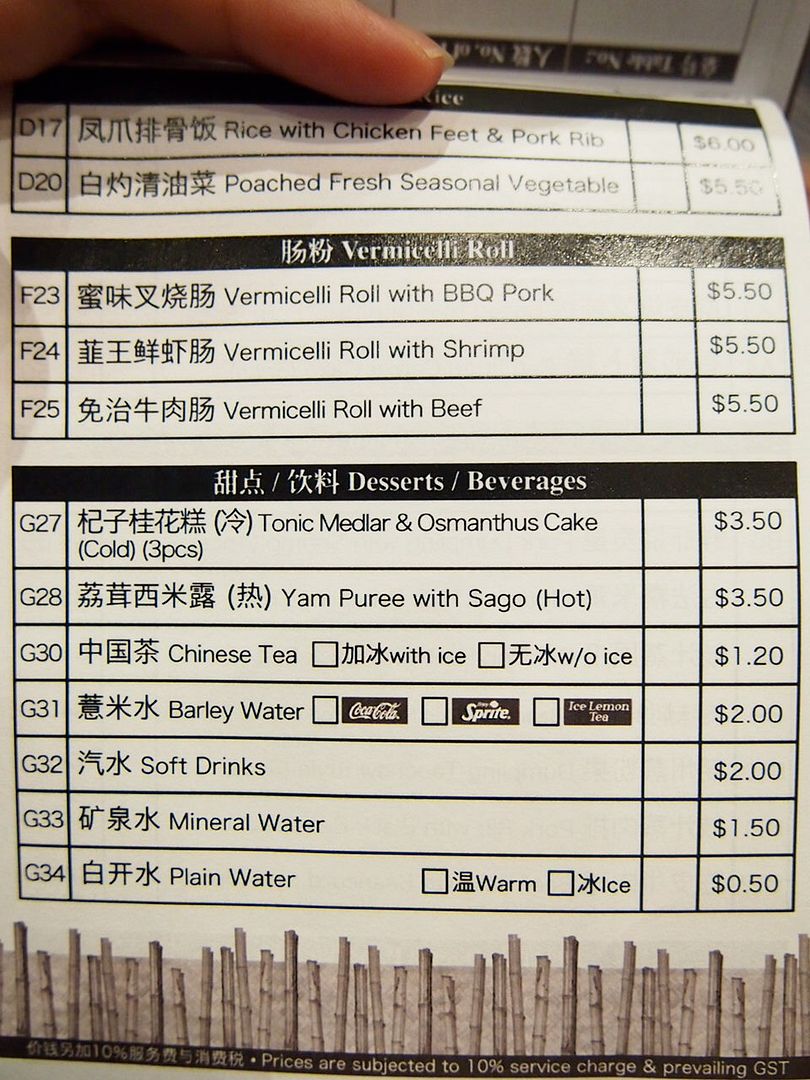 台号 Table No.: 人数 No. of
Rice
D17 凤爪排骨饭 Rice with Chicken Feet & Pork Rib $6.00
D20 白灼清油菜 Poached Fresh Seasonal Vegetable $5.50
肠粉 Vermicelli Roll
F23 蜜味叉烧肠 Vermicelli Roll with BBQ Pork $5.50
F24 韭王鲜虾肠 Vermicelli Roll with Shrimp $5.50
F25 免治牛肉肠 Vermicelli Roll with Beef $5.50
甜点 / 饮料 Desserts / Beverages
G27 杞子桂花糕 (冷) Tonic Medlar & Osmanthus Cake $3.50
(Cold) (3pcs)
G28 荔茸西米露 (热) Yam Puree with Sago (Hot) $3.50
G30 中国茶 Chinese Tea 加冰with ice 无冰w/o ice $1.20
G31 薏米水 Barley Water Coca-Cola Sprite Ice Lemon Tea $2.00
G32 汽水 Soft Drinks $2.00
G33 矿泉水 Mineral Water $1.50
G34 白开水 Plain Water 温Warm 冰Ice $0.50
价钱另加10%服务费与消费税 • Prices are subjected to 10% service charge & prevailing GST